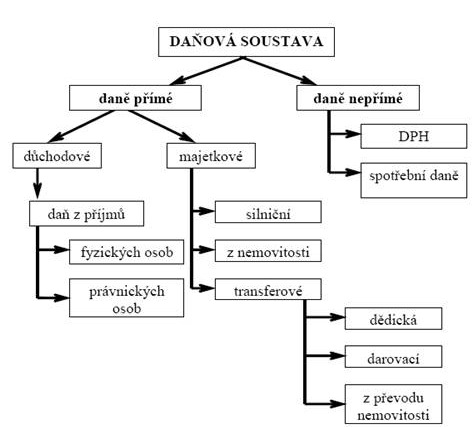 DAŇOVÁ SOUSTAVA
daně přímé
daně nepřímé
důchodové
majetkové
DPH
spotřební daně
daň z příjmů
silniční
fyzických osob
z nemovitosti
právnických
osob
transferové
dědická
darovací
z převodu
nemovitosti